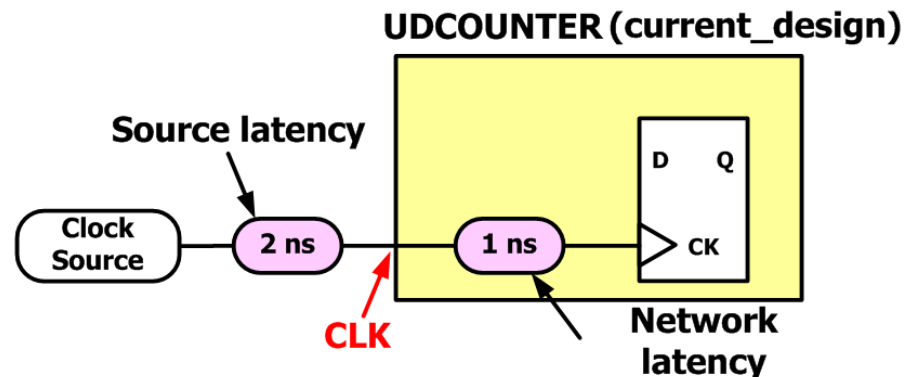 UDCOUNTER (current_design)
Source latency
D Q
Clock
Source
2 ns
1 ns
CK
CLK
Network
latency